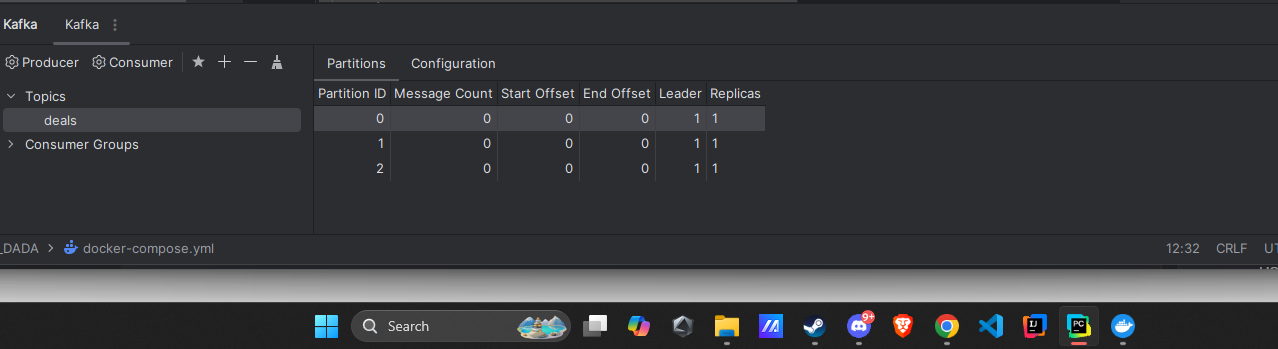 Kafka Kafka
Producer Consumer
Partitions Configuration
Topics
deals
Consumer Groups
Partition ID Message Count Start Offset End Offset Leader Replicas
0 0 0 0 1 1
1 0 0 0 1 1
2 0 0 0 1 1
_DADA docker-compose.yml 12:32 CRLF
Search 9+ IJ PC